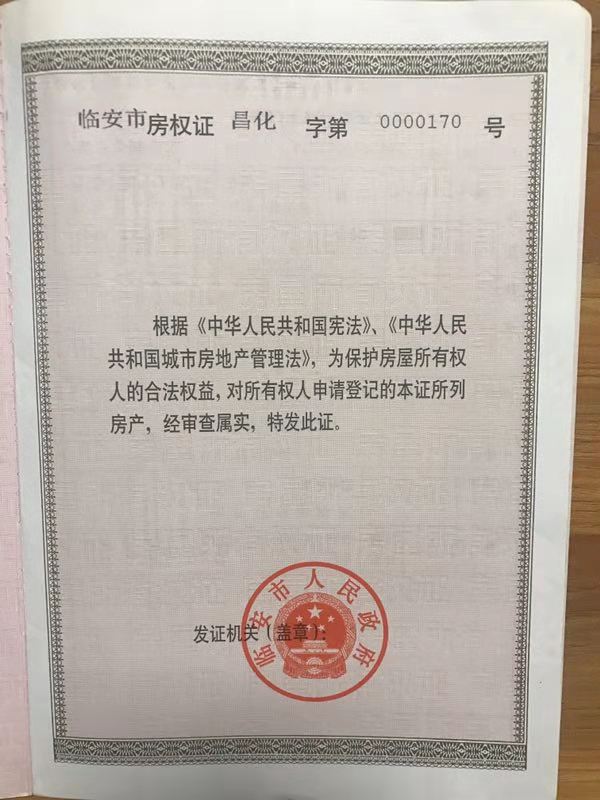 临安市房权证 昌化 字第 0000170 号
根据《中华人民共和国宪法》、《中华人民
共和国城市房地产管理法》，为保护房屋所有权
人的合法权益，对所有权人申请登记的本证所列
房产，经审查属实，特发此证。
发证机关（盖章）：
临安市人民政府